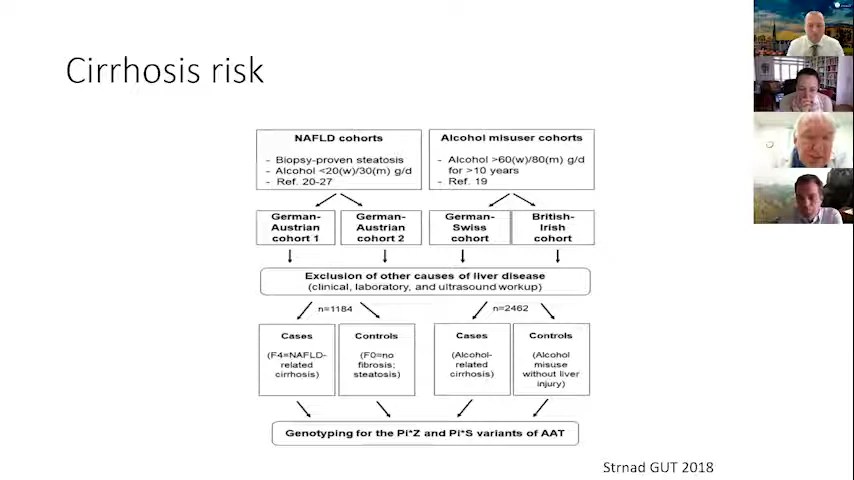 Cirrhosis risk
NAFLD cohorts
- Biopsy-proven steatosis
- Alcohol <20(w)/30(m) g/d
- Ref. 20-27
Alcohol misuser cohorts
- Alcohol >60(w)/80(m) g/d
for >10 years
- Ref. 19
German-
Austrian
cohort 1
German-
Austrian
cohort 2
German-
Swiss
cohort
British-
Irish
cohort
Exclusion of other causes of liver disease
(clinical, laboratory, and ultrasound workup)
n=1184
n=2462
Cases
(F4=NAFLD-
related
cirrhosis)
Controls
(F0=no
fibrosis;
steatosis)
Cases
(Alcohol-
related
cirrhosis)
Controls
(Alcohol
misuse
without liver
injury)
Genotyping for the Pi*Z and Pi*S variants of AAT
Strnad GUT 2018